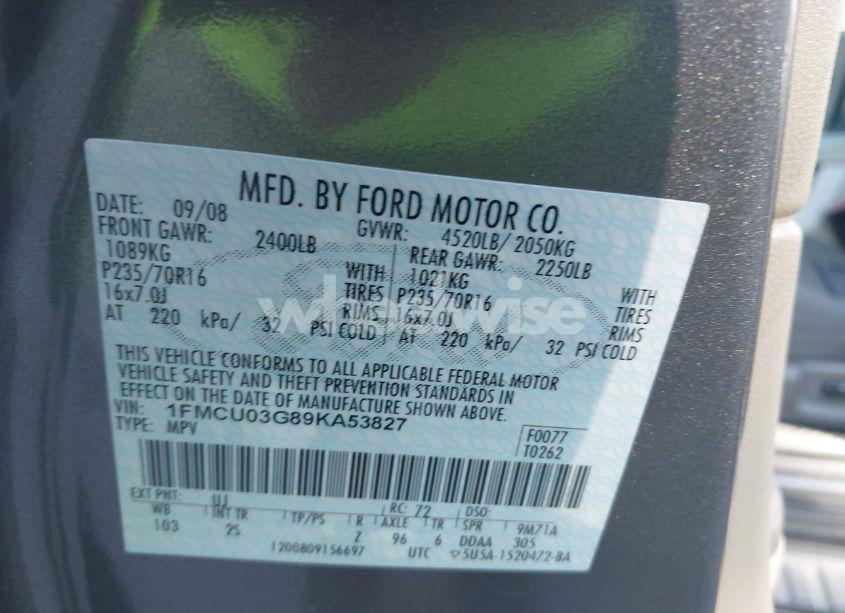 MFD. BY FORD MOTOR CO.
DATE: 09/08 GVWR: 4520LB/ 2050KG
FRONT GAWR: 2400LB REAR GAWR: 2250LB
1089KG WITH 1021KG WITH
P235/70R16 TIRES P235/70R16 TIRES
16x7.0J RIMS 16x7.0J RIMS
AT 220 kPa/ 32 PSI COLD AT 220 kPa/ 32 PSI COLD
THIS VEHICLE CONFORMS TO ALL APPLICABLE FEDERAL MOTOR
VEHICLE SAFETY AND THEFT PREVENTION STANDARDS IN
EFFECT ON THE DATE OF MANUFACTURE SHOWN ABOVE.
VIN: 1FMCU03G89KA53827
TYPE: MPV
F0077
T0262
EXT PNT: UJ RC: 72 DSO:
WB INT TR TP/PS R AXLE TR SPR 9M71A
103 2S Z 96 6 DDAA 305
1200809156697 UTC 5U5A-1520472-BA
wheelwise